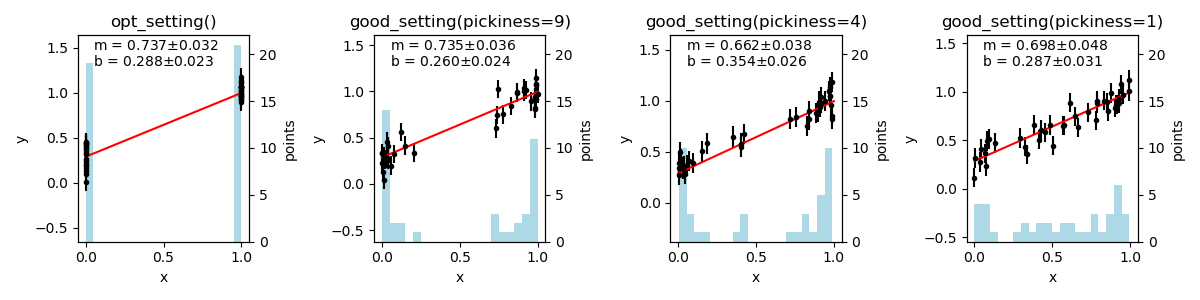 opt_setting()
m = 0.737±0.032
b = 0.288±0.023
1.5
1.0
0.5
0.0
−0.5
y
20
15
10
5
0
points
0.0 0.5 1.0
x
good_setting(pickiness=9)
m = 0.735±0.036
b = 0.260±0.024
1.5
1.0
0.5
0.0
−0.5
y
20
15
10
5
0
points
0.0 0.5 1.0
x
good_setting(pickiness=4)
m = 0.662±0.038
b = 0.354±0.026
1.5
1.0
0.5
0.0
y
20
15
10
5
0
points
0.0 0.5 1.0
x
good_setting(pickiness=1)
m = 0.698±0.048
b = 0.287±0.031
1.5
1.0
0.5
0.0
−0.5
y
20
15
10
5
0
points
0.0 0.5 1.0
x